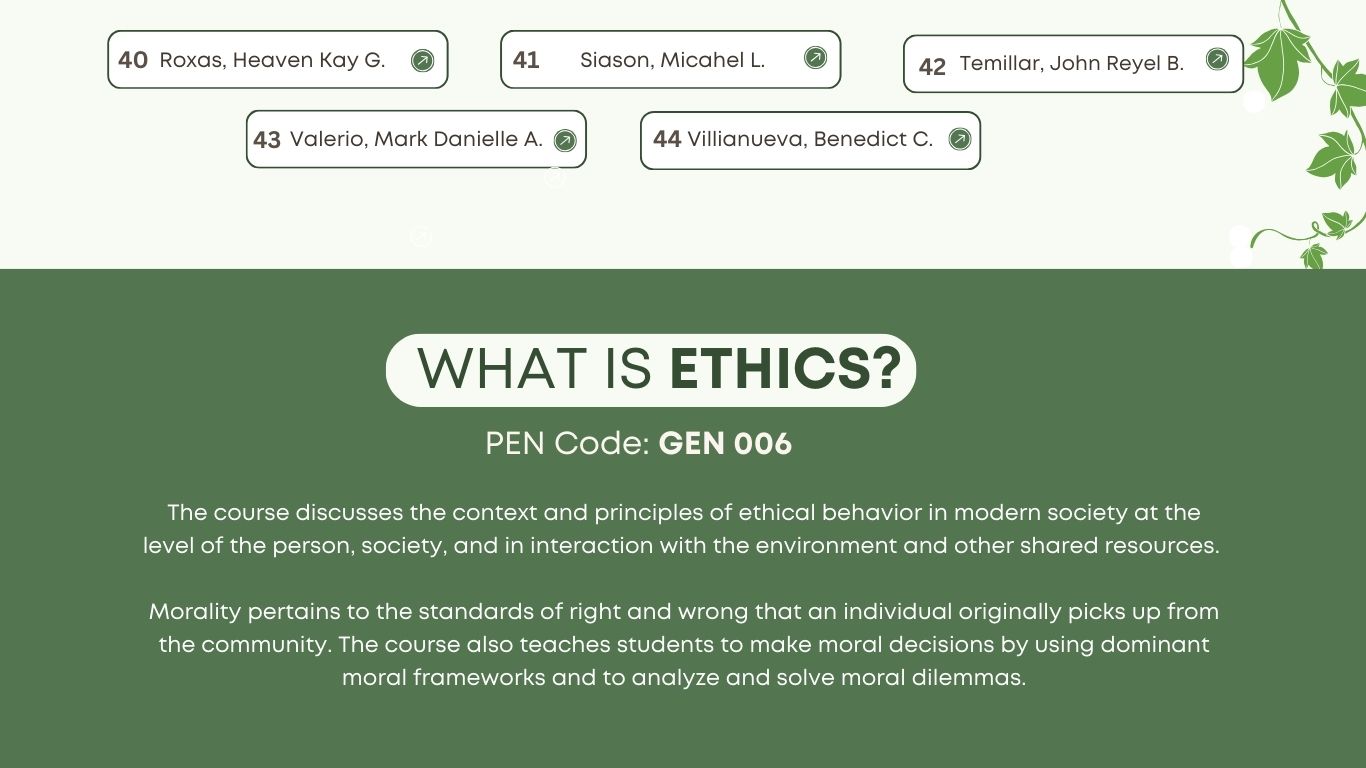 40 Roxas, Heaven Kay G.
41 Siason, Micahel L.
42 Temillar, John Reyel B.
43 Valerio, Mark Danielle A.
44 Villianueva, Benedict C.
WHAT IS ETHICS?
PEN Code: GEN 006
The course discusses the context and principles of ethical behavior in modern society at the
level of the person, society, and in interaction with the environment and other shared resources.
Morality pertains to the standards of right and wrong that an individual originally picks up from
the community. The course also teaches students to make moral decisions by using dominant
moral frameworks and to analyze and solve moral dilemmas.